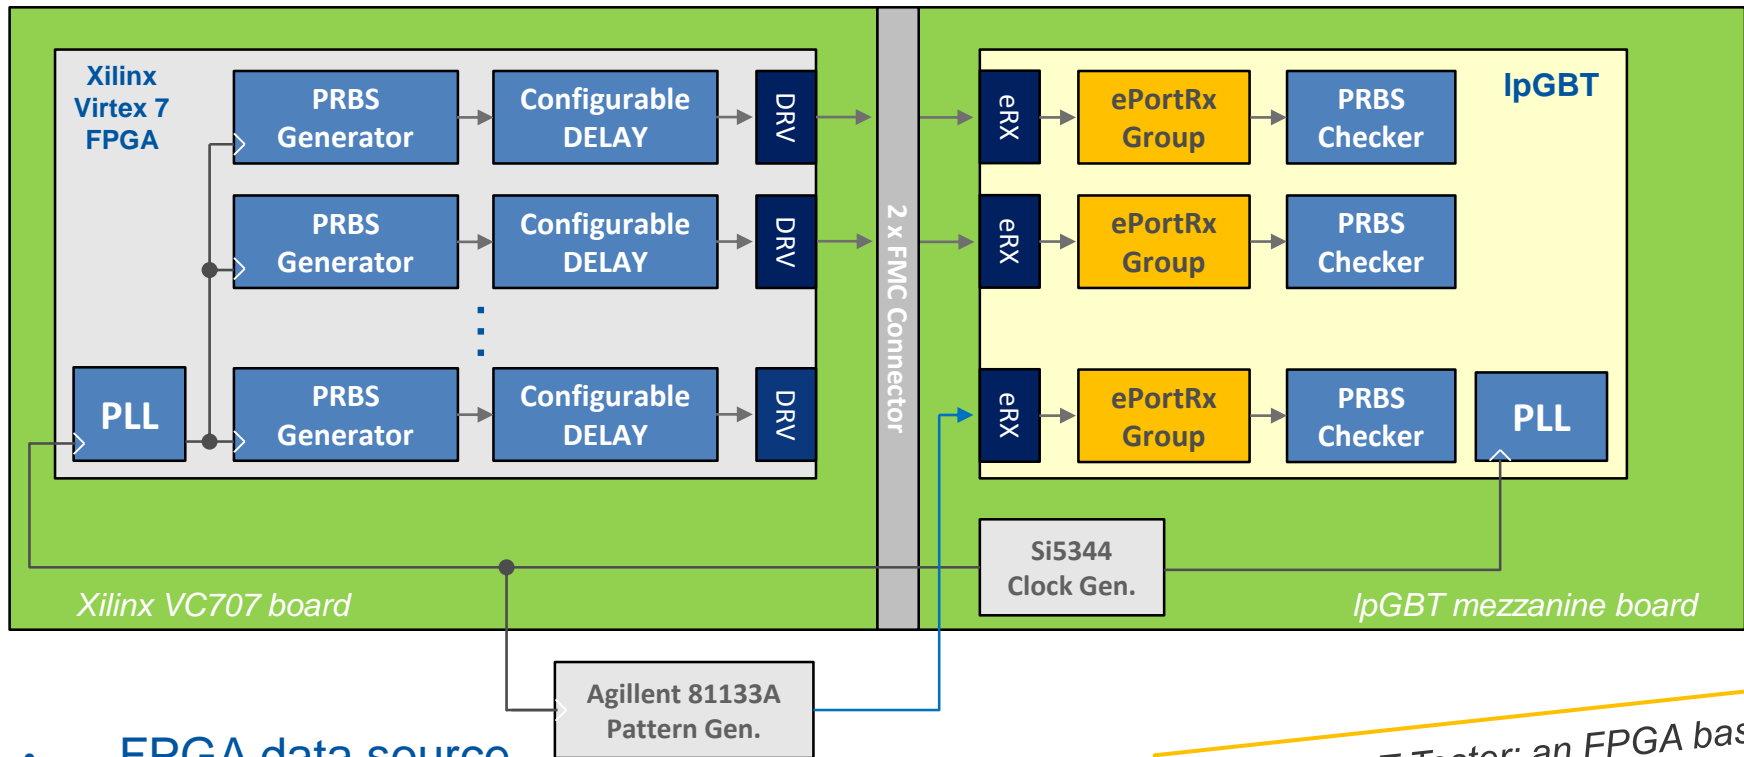 Xilinx
Virtex 7
FPGA
PRBS
Generator
Configurable
DELAY
DRV
eRX
ePortRx
Group
PRBS
Checker
lpGBT
PRBS
Generator
Configurable
DELAY
DRV
2 x FMC Connector
eRX
ePortRx
Group
PRBS
Checker
PLL
PRBS
Generator
Configurable
DELAY
DRV
eRX
ePortRx
Group
PRBS
Checker
PLL
Si5344
Clock Gen.
Xilinx VC707 board
lpGBT mezzanine board
Agillent 81133A
Pattern Gen.
• FPGA data source
Tester: an FPGA bas